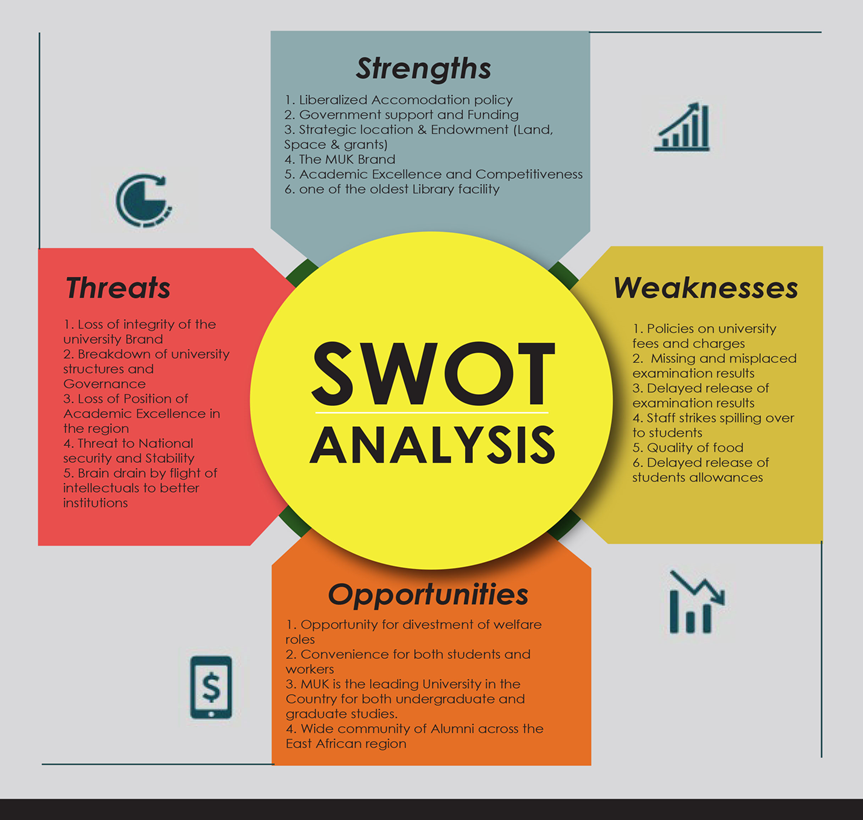 Strengths
1. Liberalized Accomodation policy
2. Government support and Funding
3. Strategic location & Endowment (Land,
Space & grants)
4. The MUK Brand
5. Academic Excellence and Competitiveness
6. one of the oldest Library facility
Threats
1. Loss of integrity of the
university Brand
2. Breakdown of university
structures and
Governance
3. Loss of Position of
Academic Excellence in
the region
4. Threat to National
security and Stability
5. Brain drain by flight of
intellectuals to better
institutions
SWOT
ANALYSIS
Weaknesses
1. Policies on university
fees and charges
2. Missing and misplaced
examination results
3. Delayed release of
examination results
4. Staff strikes spilling over
to students
5. Quality of food
6. Delayed release of
students allowances
Opportunities
1. Opportunity for divestment of welfare
roles
2. Convenience for both students and
workers
3. MUK is the leading University in the
Country for both undergraduate and
graduate studies.
4. Wide community of Alumni across the
East African region
$